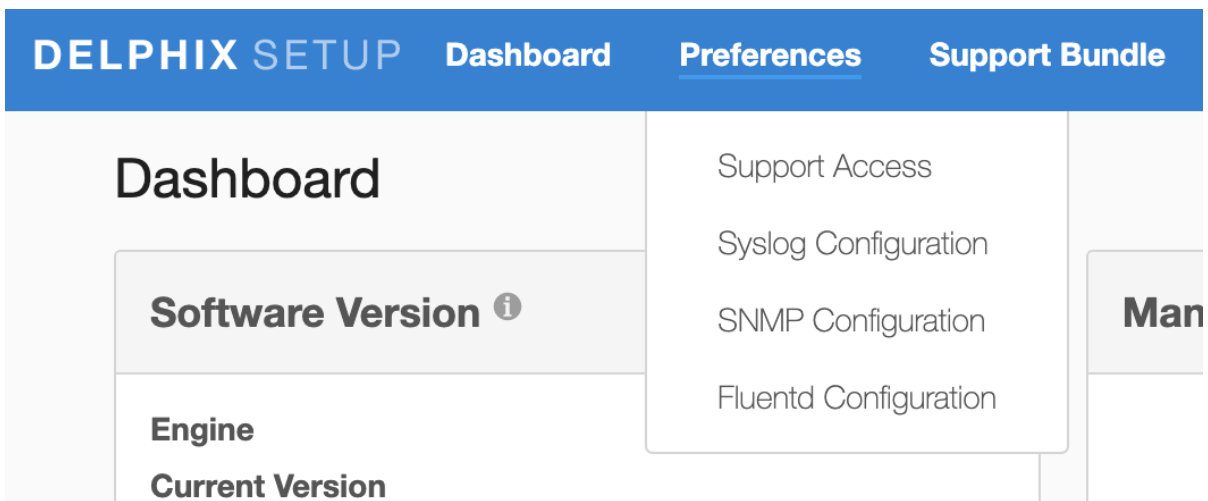 DELPHIX SETUP Dashboard Preferences Support Bundle
Dashboard
Support Access
Syslog Configuration
SNMP Configuration
Fluentd Configuration
Software Version
Man
Engine
Current Version